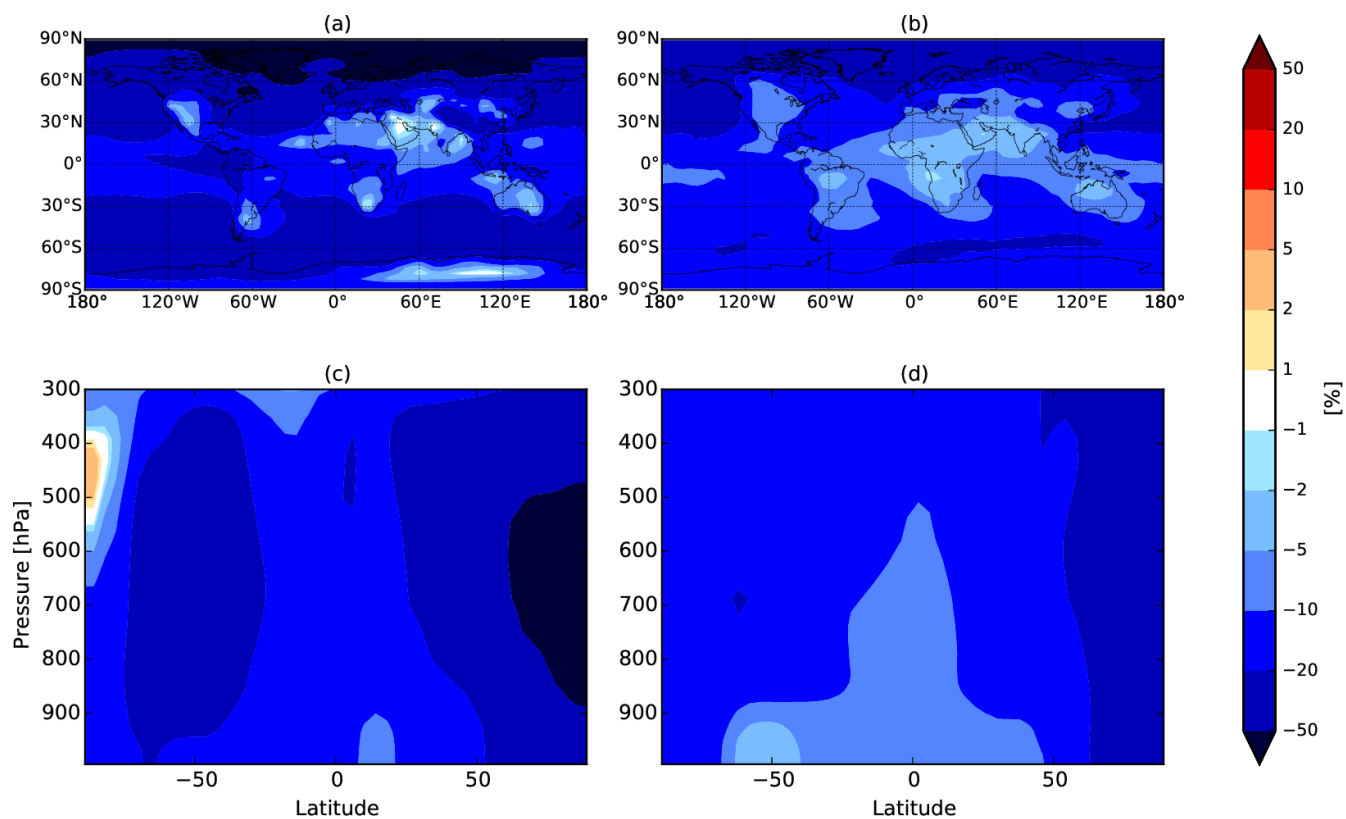 (a)
(b)
90°N
60°N
30°N
0°
30°S
60°S
90°S
180°
120°W
60°W
0°
60°E
120°E
180°
90°N
60°N
30°N
0°
30°S
60°S
90°S
180°
120°W
60°W
0°
60°E
120°E
180°
50
20
10
5
2
1
−1
−2
−5
−10
−20
−50
[%]
(c)
(d)
Pressure [hPa]
300
400
500
600
700
800
900
−50
0
50
Latitude
300
400
500
600
700
800
900
−50
0
50
Latitude